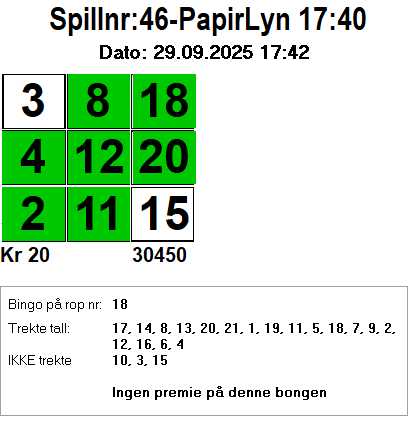 Spillnr:46-PapirLyn 17:40
Dato: 29.09.2025 17:42
3 8 18
4 12 20
2 11 15
Kr 20 30450
Bingo på rop nr: 18
Trekte tall: 17, 14, 8, 13, 20, 21, 1, 19, 11, 5, 18, 7, 9, 2,
12, 16, 6, 4
IKKE trekte 10, 3, 15
Ingen premie på denne bongen